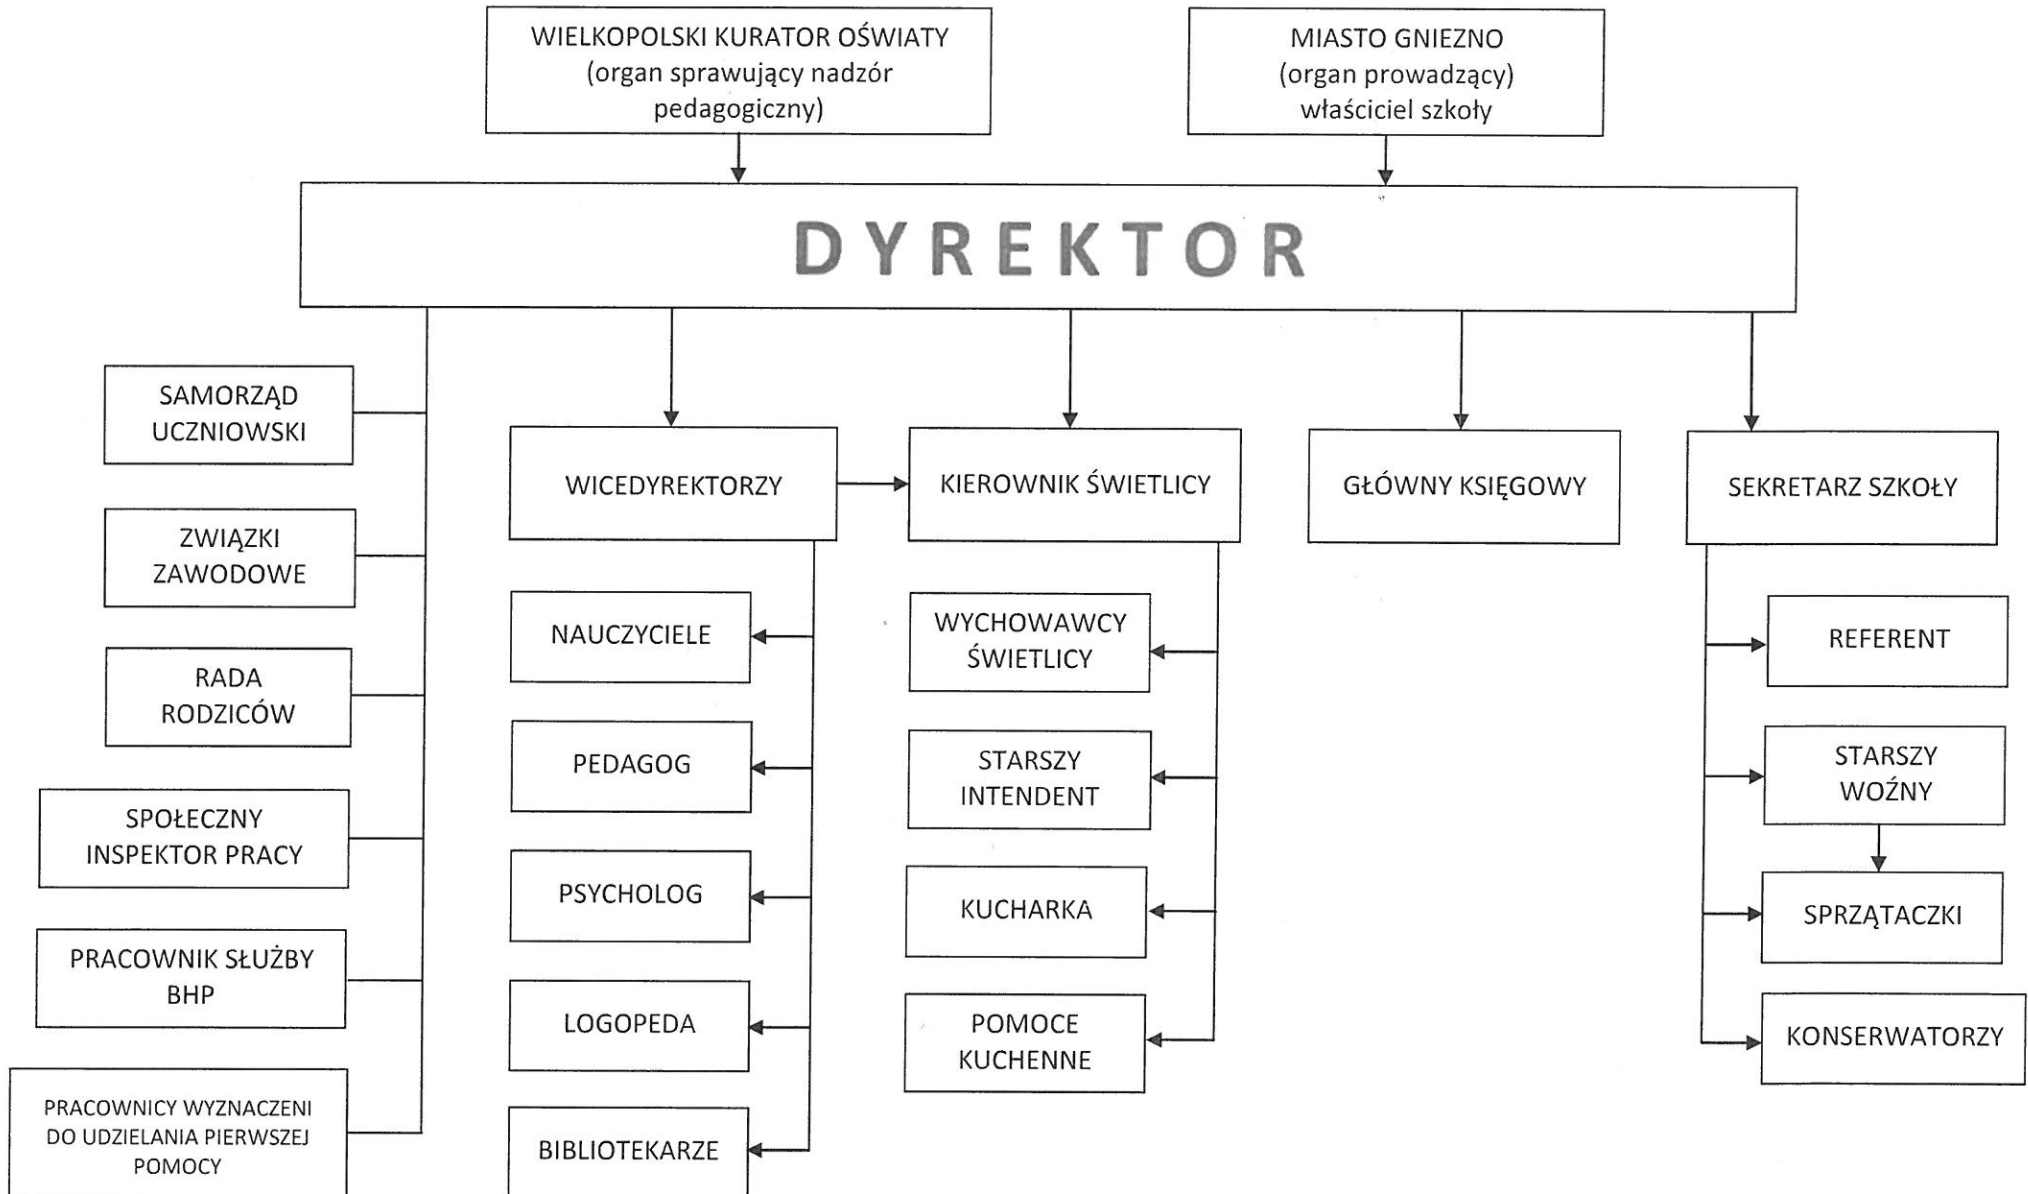 WIELKOPOLSKI KURATOR OŚWIATY
(organ sprawujący nadzór
pedagogiczny)
MIASTO GNIEZNO
(organ prowadzący)
właściciel szkoły
DYREKTOR
SAMORZĄD
UCZNIOWSKI
ZWIĄZKI
ZAWODOWE
RADA
RODZICÓW
SPOŁECZNY
INSPEKTOR PRACY
PRACOWNIK SŁUŻBY
BHP
PRACOWNICY WYZNACZENI
DO UDZIELANIA PIERWSZEJ
POMOCY
WICEDYREKTORZY
NAUCZYCIELE
PEDAGOG
PSYCHOLOG
LOGOPEDA
BIBLIOTEKARZE
KIEROWNIK ŚWIETLICY
WYCHOWAWCY
ŚWIETLICY
STARSZY
INTENDENT
KUCHARKA
POMOCE
KUCHENNE
GŁÓWNY KSIĘGOWY
SEKRETARZ SZKOŁY
REFERENT
STARSZY
WOŹNY
SPRZĄTACZKI
KONSERWATORZY